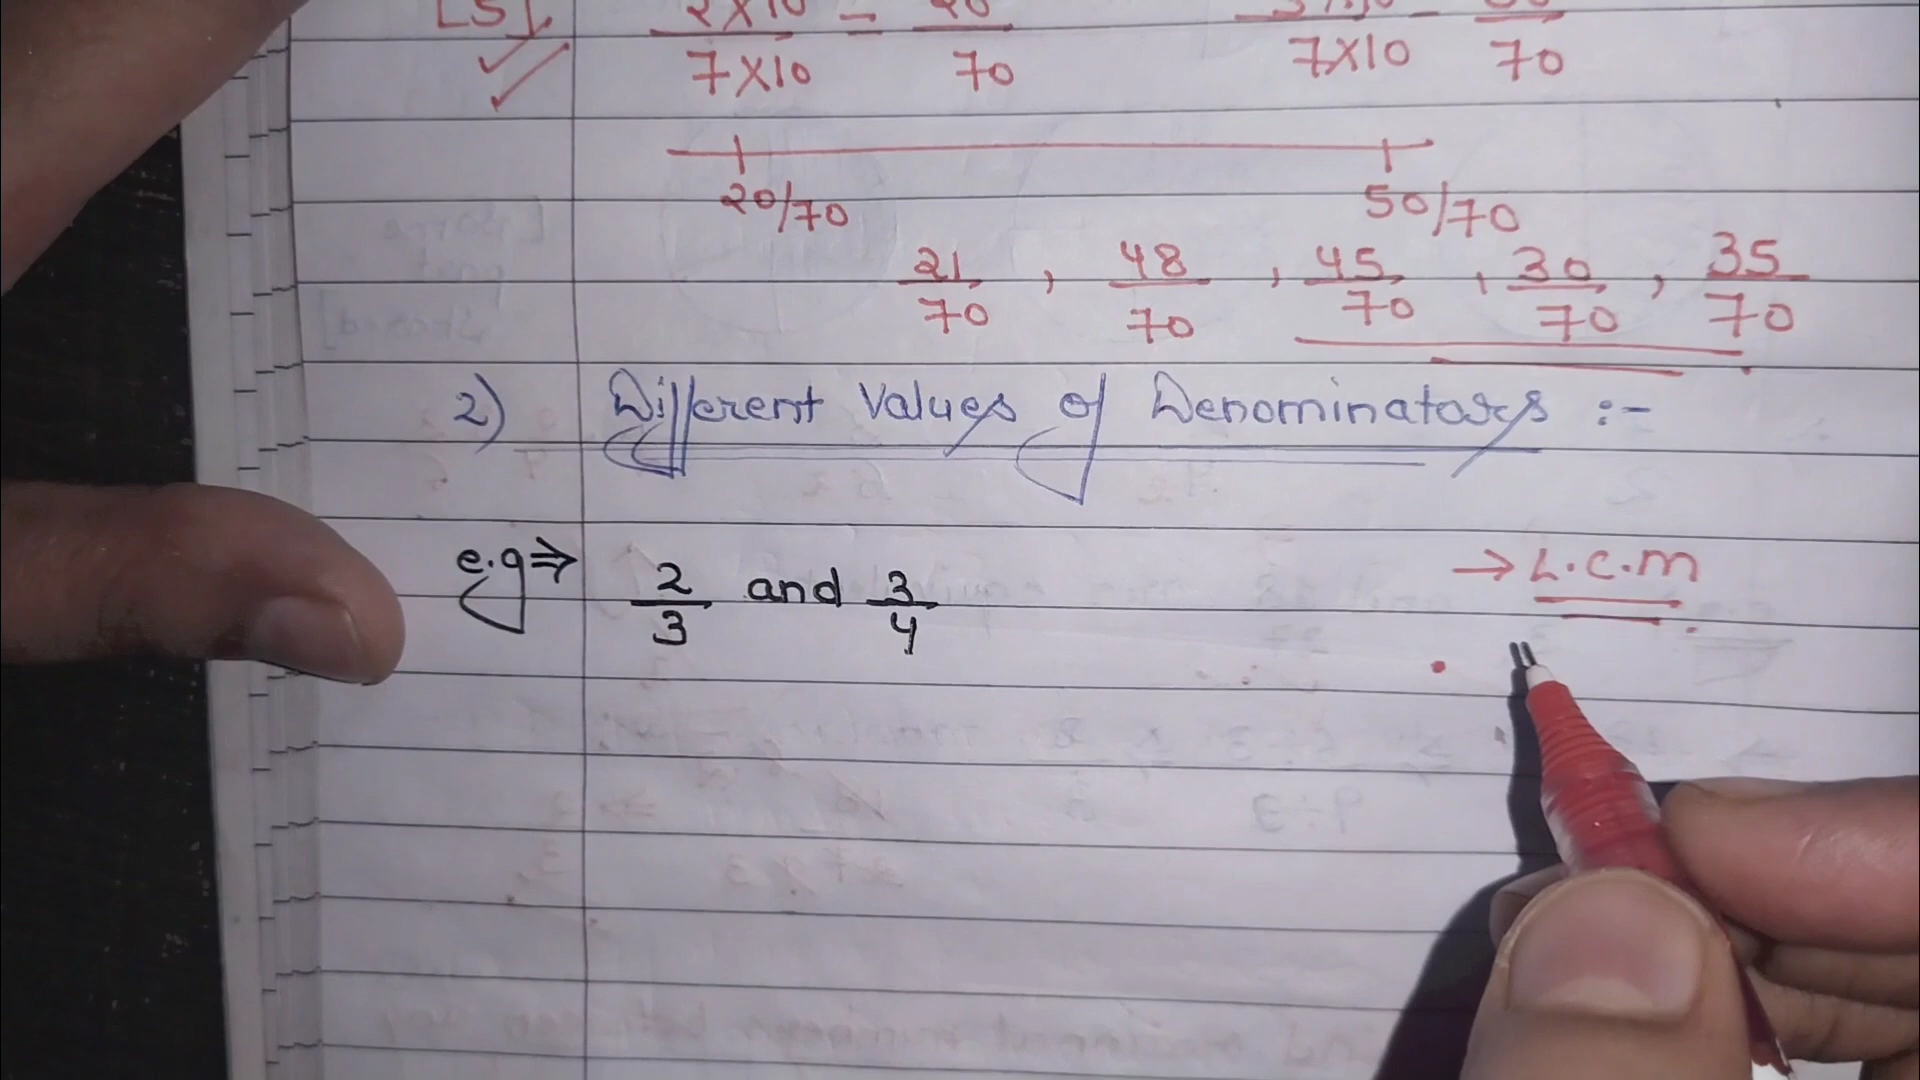 [5].
7×10 70 7×10 70
20/70 50/70
21/70 , 48/70 , 45/70 , 30/70 , 35/70
2) Different Values of Denominators :-
e.g⇒ 2/3 and 3/4 → L.C.M